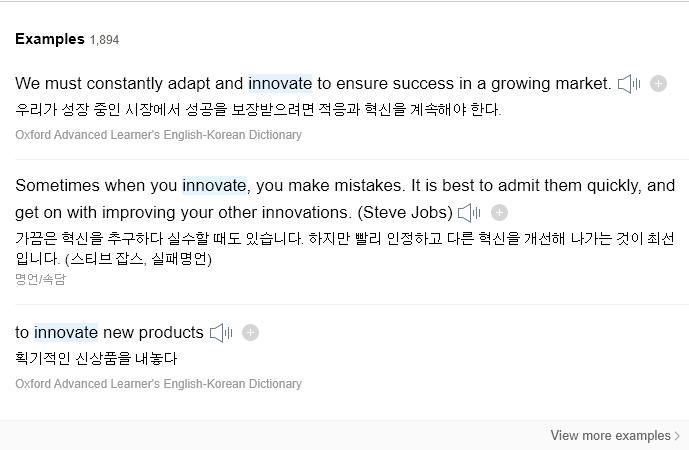 Examples 1,894
We must constantly adapt and innovate to ensure success in a growing market.
우리가 성장 중인 시장에서 성공을 보장받으려면 적응과 혁신을 계속해야 한다.
Oxford Advanced Learner's English-Korean Dictionary
Sometimes when you innovate, you make mistakes. It is best to admit them quickly, and
get on with improving your other innovations. (Steve Jobs)
가끔은 혁신을 추구하다 실수할 때도 있습니다. 하지만 빨리 인정하고 다른 혁신을 개선해 나가는 것이 최선
입니다. (스티브 잡스, 실패명언)
명언/속담
to innovate new products
획기적인 신상품을 내놓다
Oxford Advanced Learner's English-Korean Dictionary
View more examples >